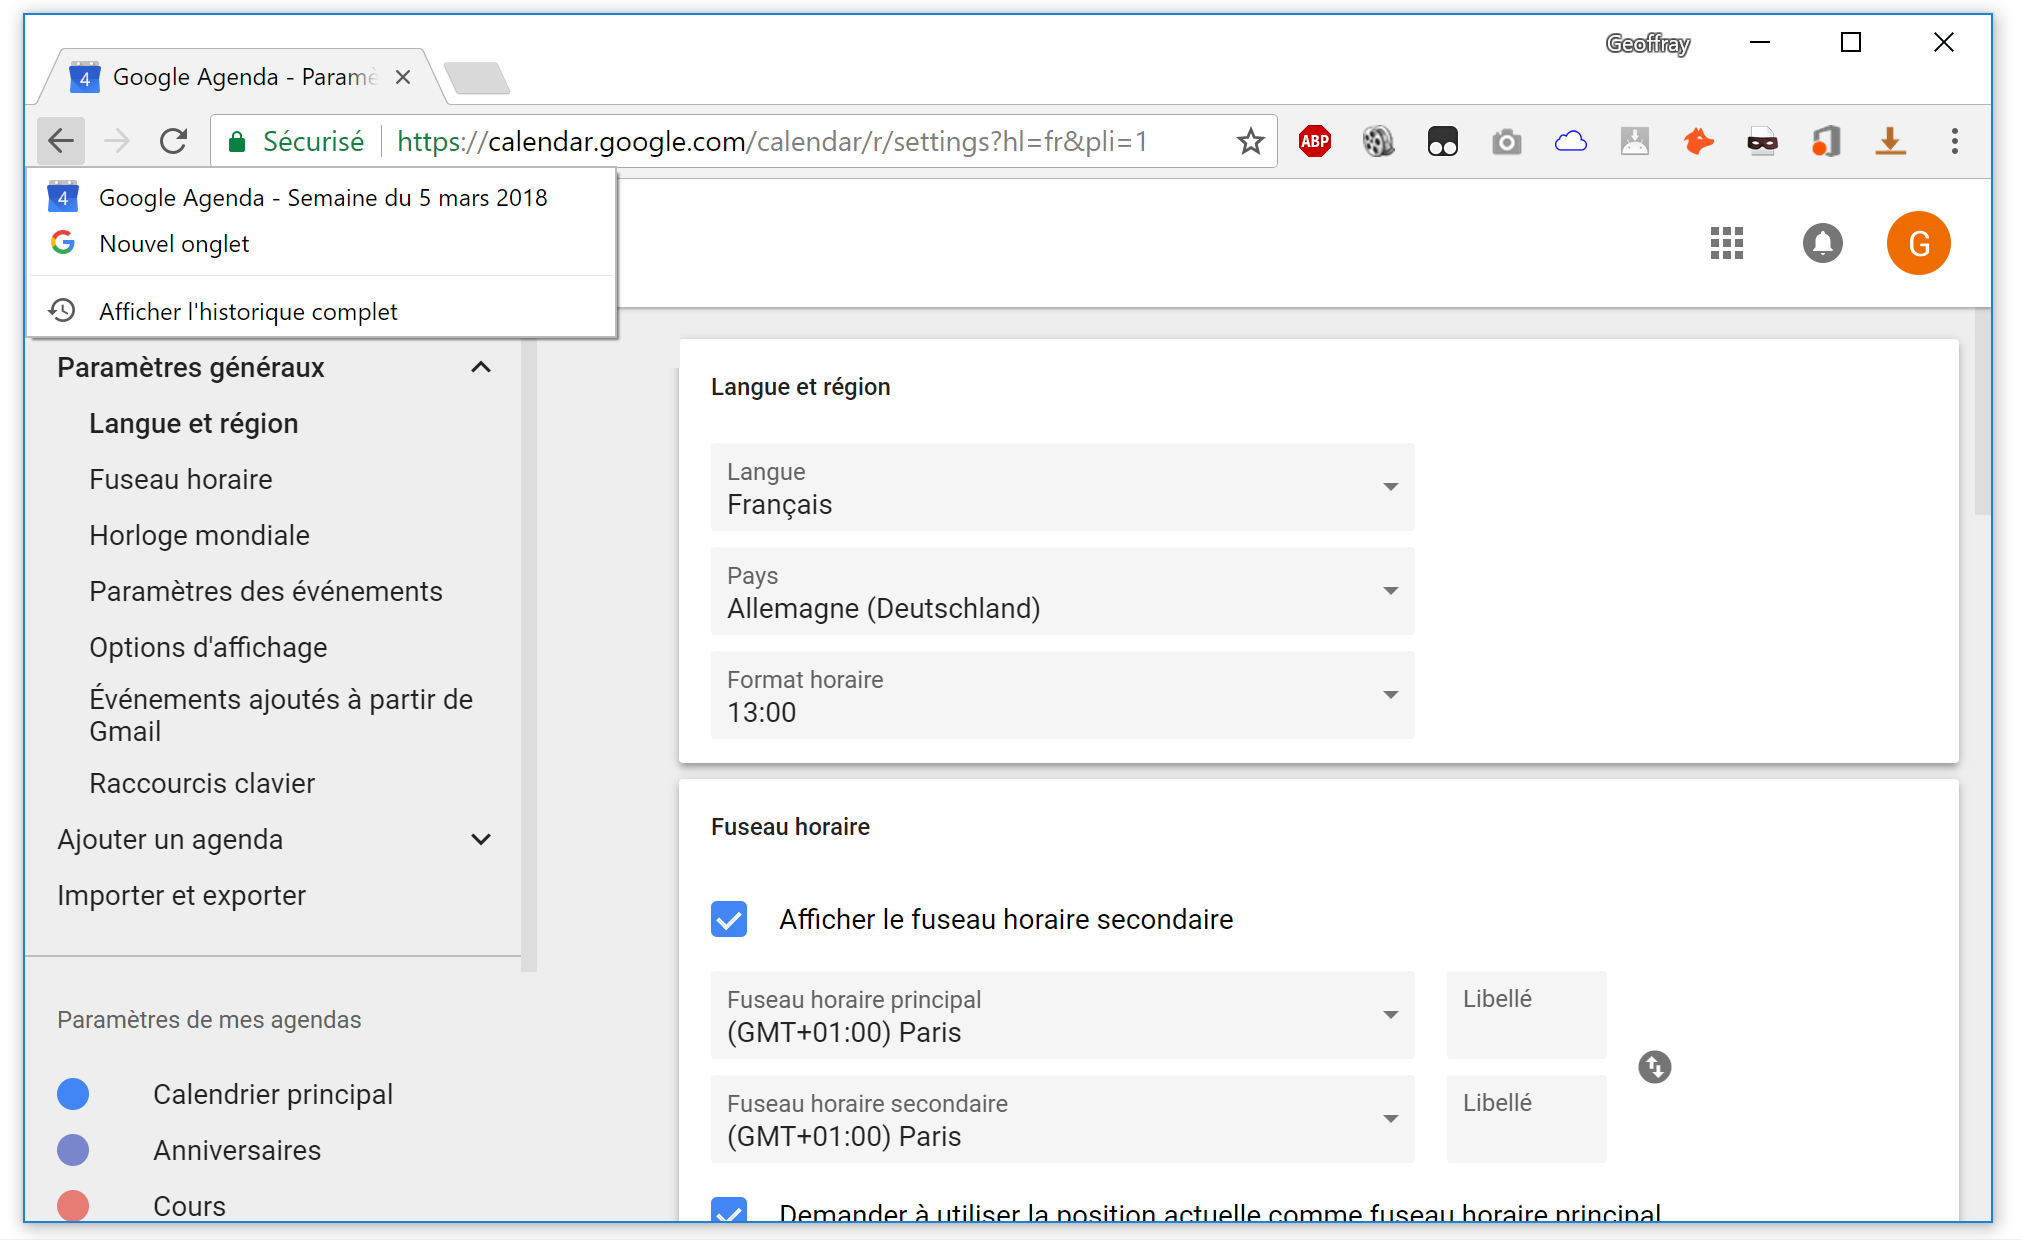 Geoffray
4 Google Agenda - Paramè
Sécurisé https://calendar.google.com/calendar/r/settings?hl=fr&pli=1
ABP
4 Google Agenda - Semaine du 5 mars 2018
Nouvel onglet
Afficher l'historique complet
G
Paramètres généraux
Langue et région
Fuseau horaire
Horloge mondiale
Paramètres des événements
Options d'affichage
Événements ajoutés à partir de
Gmail
Raccourcis clavier
Ajouter un agenda
Importer et exporter
Paramètres de mes agendas
Calendrier principal
Anniversaires
Cours
Langue et région
Langue
Français
Pays
Allemagne (Deutschland)
Format horaire
13:00
Fuseau horaire
Afficher le fuseau horaire secondaire
Fuseau horaire principal
(GMT+01:00) Paris
Libellé
Fuseau horaire secondaire
(GMT+01:00) Paris
Libellé
Demander à utiliser la position actuelle comme fuseau horaire principal